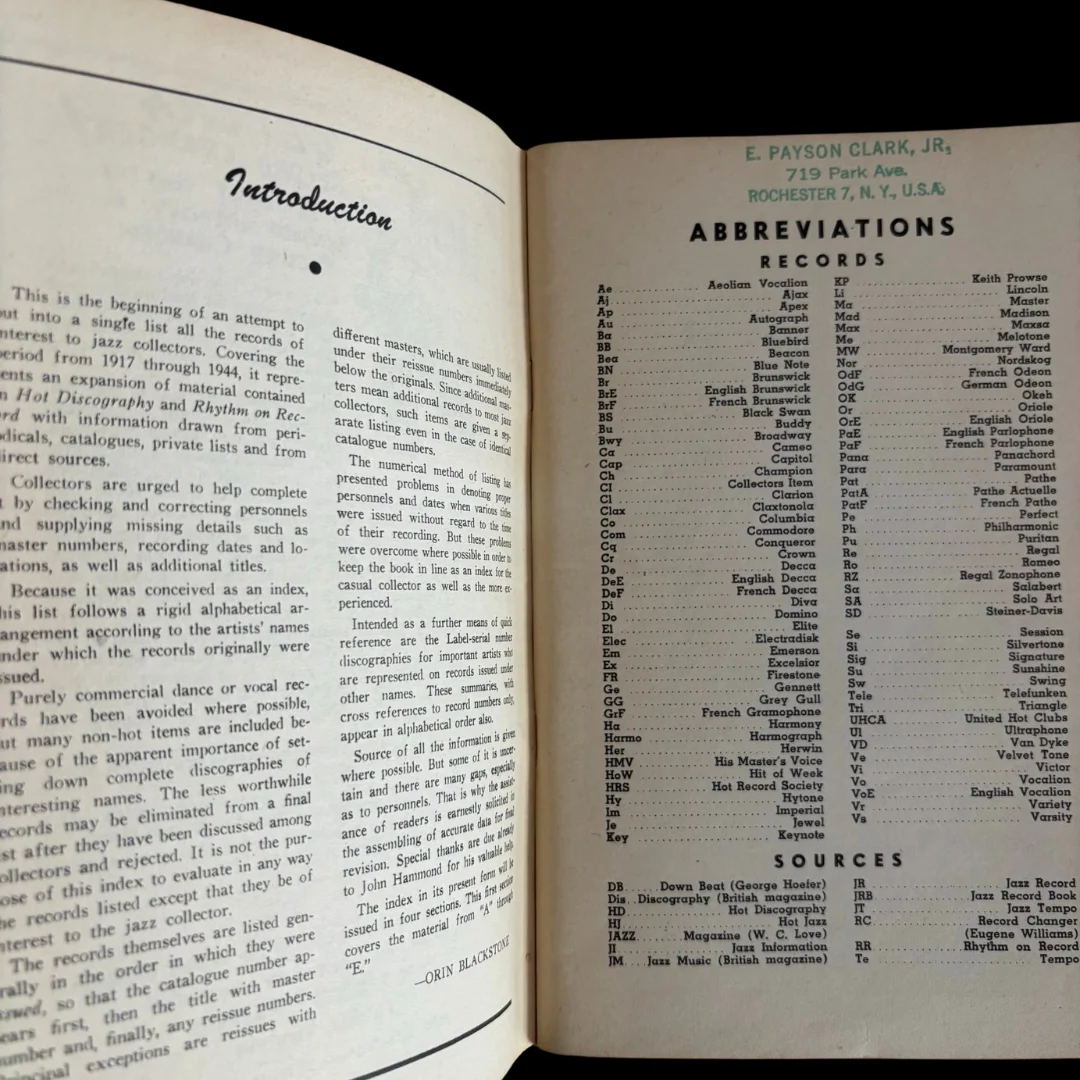 Introduction
This is the beginning of an attempt to
put into a single list all the records of
interest to jazz collectors. Covering the
period from 1917 through 1944, it repre-
sents an expansion of material contained
in Hot Discography and Rhythm on Rec-
ord with information drawn from peri-
odicals, catalogues, private lists and from
direct sources.
Collectors are urged to help complete
it by checking and correcting personnels
and supplying missing details such as
master numbers, recording dates and lo-
cations, as well as additional titles.
Because it was conceived as an index,
this list follows a rigid alphabetical ar-
rangement according to the artists' names
under which the records originally were
issued.
Purely commercial dance or vocal rec-
ords have been avoided where possible,
but many non-hot items are included be-
cause of the apparent importance of set-
ting down complete discographies of
interesting names. The less worthwhile
records may be eliminated from a final
list after they have been discussed among
collectors and rejected. It is not the pur-
pose of this index to evaluate in any way
the records listed except that they be of
interest to the jazz collector.
The records themselves are listed gen-
erally in the order in which they were
issued, so that the catalogue number ap-
pears first, then the title with master
number and, finally, any reissue numbers.
Principal exceptions are reissues with
different masters, which are usually listed
under their reissue numbers immediately
below the originals. Since additional mas-
ters mean additional records to most jazz
collectors, such items are given a sep-
arate listing even in the case of identical
catalogue numbers.
The numerical method of listing has
presented problems in denoting proper
personnels and dates when various titles
were issued without regard to the time
of their recording. But these problems
were overcome where possible in order to
keep the book in line as an index for the
casual collector as well as the more ex-
perienced.
Intended as a further means of quick
reference are the Label-serial number
discographies for important artists who
are represented on records issued under
other names. These summaries, with
cross references to record numbers only,
appear in alphabetical order also.
Source of all the information is given
where possible. But some of it is uncer-
tain and there are many gaps, especially
as to personnels. That is why the assist-
ance of readers is earnestly solicited in
the assembling of accurate data for final
revision. Special thanks are due already
to John Hammond for his valuable help.
The index in its present form will be
issued in four sections. This first section
covers the material from "A" through
"E."
—ORIN BLACKSTONE
E. PAYSON CLARK, JR.
719 Park Ave.
ROCHESTER 7, N. Y., U.S.A.
ABBREVIATIONS
RECORDS
Ae Aeolian Vocalion
Aj Ajax
Ap Apex
Au Autograph
Ba Banner
BB Bluebird
Bea Beacon
BN Blue Note
Br Brunswick
BrE English Brunswick
BrF French Brunswick
BS Black Swan
Bu Buddy
Bwy Broadway
Ca Cameo
Cap Capitol
Ch Champion
CI Collectors Item
Cl Clarion
Clax Claxtonola
Co Columbia
Com Commodore
Cq Conqueror
Cr Crown
De Decca
DeE English Decca
DeF French Decca
Di Diva
Do Domino
El Elite
Elec Electradisk
Em Emerson
Ex Excelsior
FR Firestone
Ge Gennett
GG Grey Gull
GrF French Gramophone
Ha Harmony
Harmo Harmograph
Her Herwin
HMV His Master's Voice
HoW Hit of Week
HRS Hot Record Society
Hy Hytone
Im Imperial
Je Jewel
Key Keynote
KP Keith Prowse
Li Lincoln
Ma Master
Mad Madison
Max Maxsa
Me Melotone
MW Montgomery Ward
Nor Nordskog
OdF French Odeon
OdG German Odeon
OK Okeh
Or Oriole
OrE English Oriole
PaE English Parlophone
PaF French Parlophone
Pana Panachord
Para Paramount
Pat Pathe
PatA Pathe Actuelle
PatF French Pathe
Pe Perfect
Ph Philharmonic
Pu Puritan
Re Regal
Ro Romeo
RZ Regal Zonophone
Sa Salabert
SA Solo Art
SD Steiner-Davis
Se Session
Si Silvertone
Sig Signature
Su Sunshine
Sw Swing
Tele Telefunken
Tri Triangle
UHCA United Hot Clubs
Ul Ultraphone
VD Van Dyke
Ve Velvet Tone
Vi Victor
Vo Vocalion
VoE English Vocalion
Vr Variety
Vs Varsity
SOURCES
DB Down Beat (George Hoefer)
Dis Discography (British magazine)
HD Hot Discography
HJ Hot Jazz
JAZZ Magazine (W. C. Love)
JI Jazz Information
JM Jazz Music (British magazine)
JR Jazz Record
JRB Jazz Record Book
JT Jazz Tempo
RC Record Changer
(Eugene Williams)
RR Rhythm on Record
Te Tempo